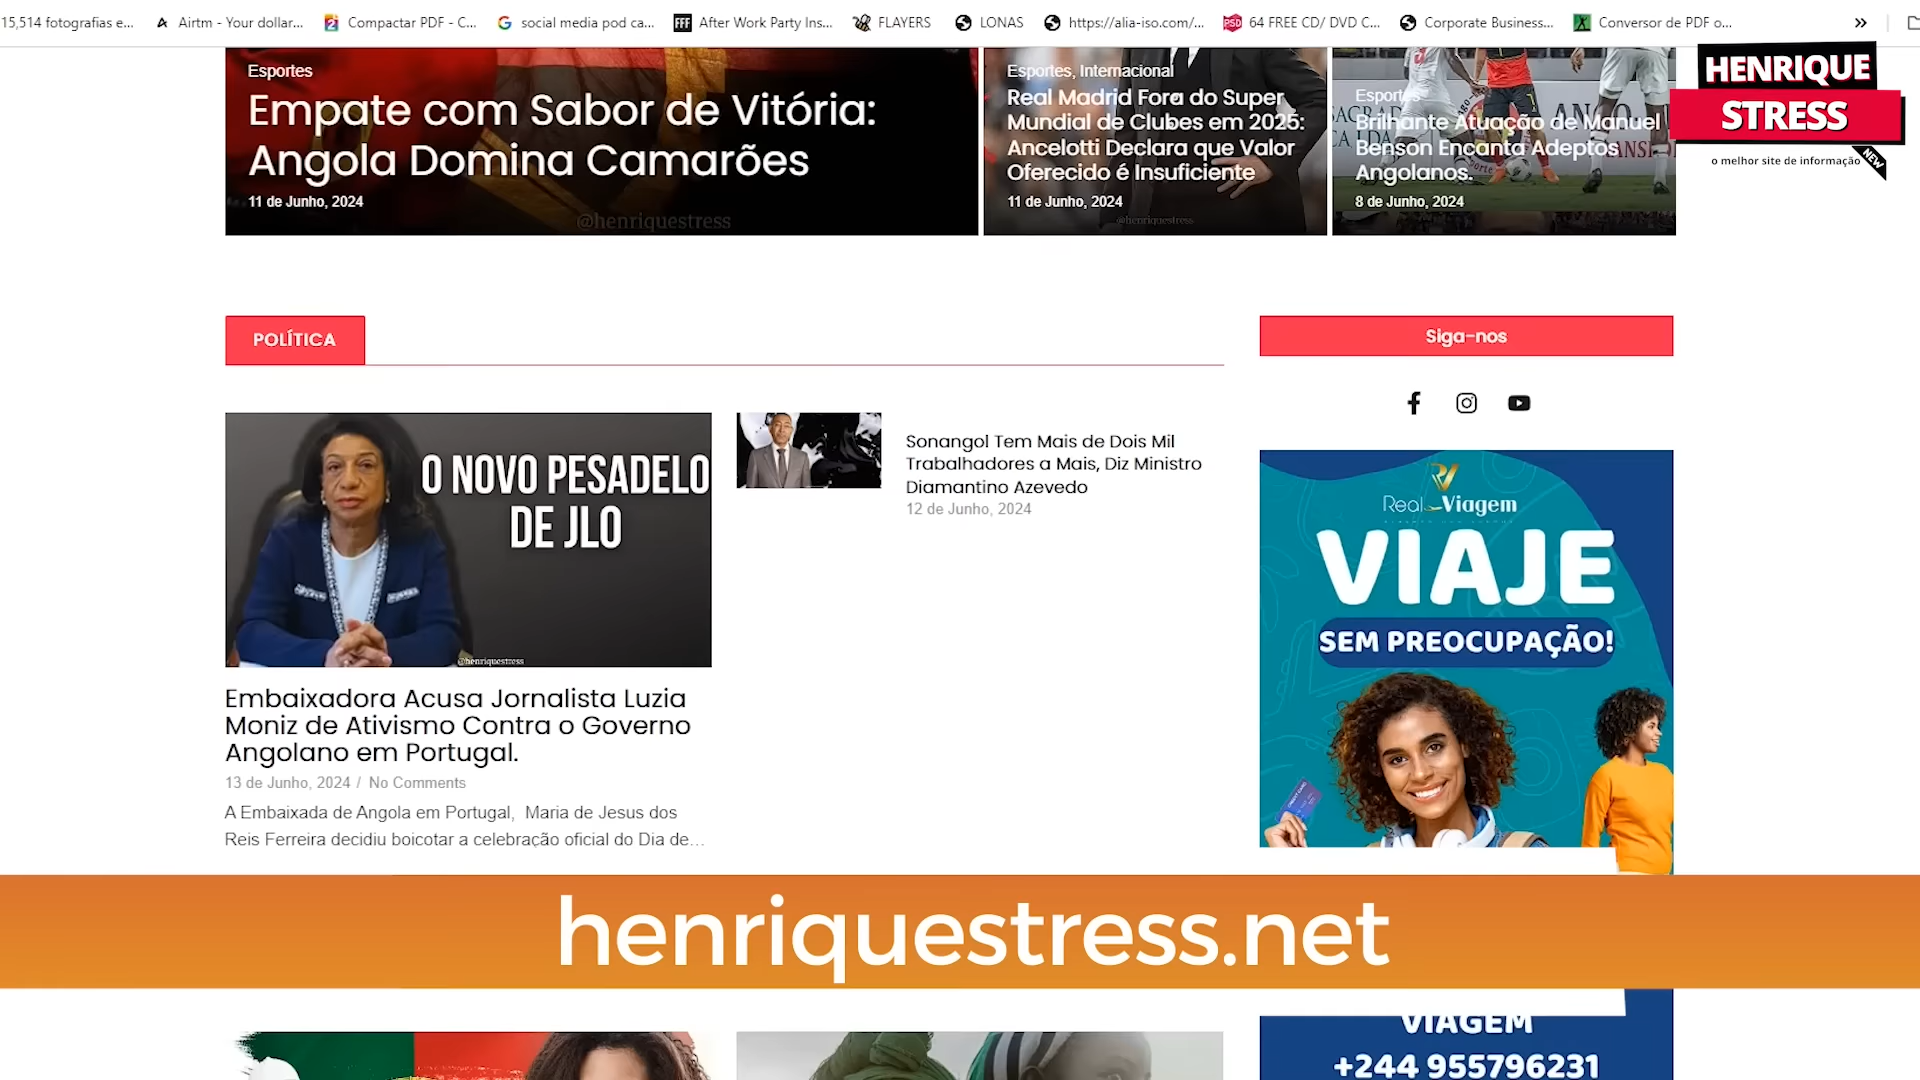 15,514 fotografias e...
Airtm - Your dollar...
Compactar PDF - C...
social media pod ca...
After Work Party Ins...
FLAYERS
LONAS
https://alia-iso.com/...
64 FREE CD/ DVD C...
Corporate Business...
Conversor de PDF o...
HENRIQUE
STRESS
o melhor site de informação
NEW
Esportes
Empate com Sabor de Vitória:
Angola Domina Camarões
11 de Junho, 2024
@henriquestress
Esportes, Internacional
Real Madrid Fora do Super
Mundial de Clubes em 2025:
Ancelotti Declara que Valor
Oferecido é Insuficiente
11 de Junho, 2024
@henriquestress
Esportes
Brilhante Atuação de Manuel
Benson Encanta Adeptos
Angolanos.
8 de Junho, 2024
POLÍTICA
Siga-nos
O NOVO PESADELO
DE JLO
@henriquestress
Embaixadora Acusa Jornalista Luzia
Moniz de Ativismo Contra o Governo
Angolano em Portugal.
13 de Junho, 2024 / No Comments
A Embaixada de Angola em Portugal, Maria de Jesus dos
Reis Ferreira decidiu boicotar a celebração oficial do Dia de...
Sonangol Tem Mais de Dois Mil
Trabalhadores a Mais, Diz Ministro
Diamantino Azevedo
12 de Junho, 2024
Real Viagem
VIAJE
SEM PREOCUPAÇÃO!
CREDIT CARD
henriquestress.net
VIAGEM
+244 955796231